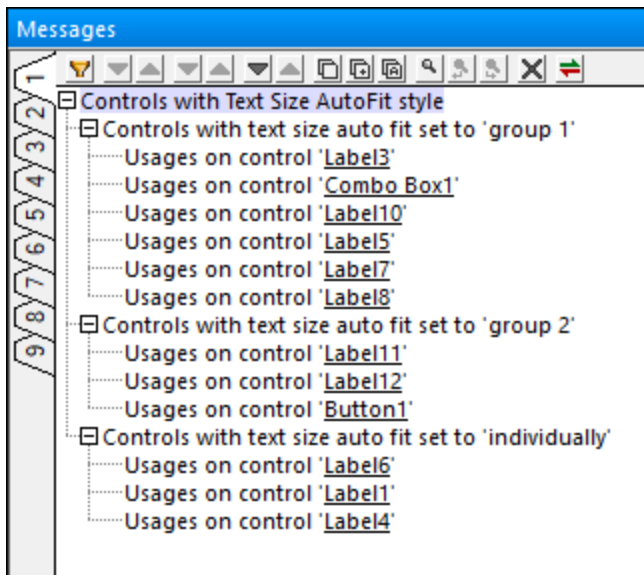 Messages
1
2
3
4
5
6
7
8
9
Controls with Text Size AutoFit style
Controls with text size auto fit set to 'group 1'
Usages on control 'Label3'
Usages on control 'Combo Box1'
Usages on control 'Label10'
Usages on control 'Label5'
Usages on control 'Label7'
Usages on control 'Label8'
Controls with text size auto fit set to 'group 2'
Usages on control 'Label11'
Usages on control 'Label12'
Usages on control 'Button1'
Controls with text size auto fit set to 'individually'
Usages on control 'Label6'
Usages on control 'Label1'
Usages on control 'Label4'